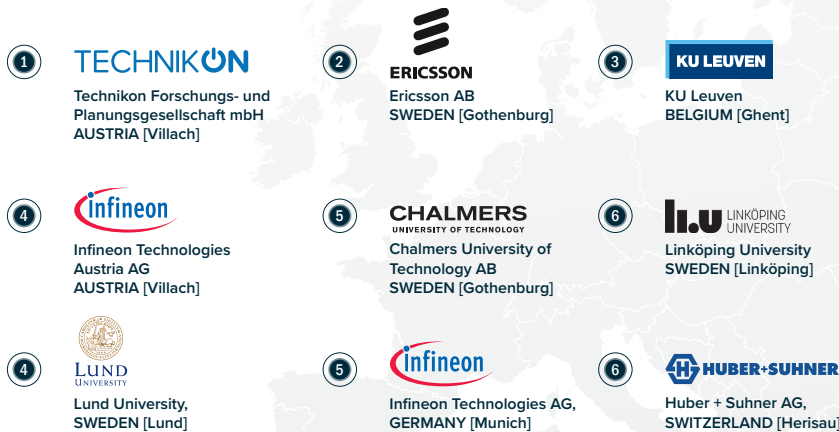 1
TECHNIKON
Technikon Forschungs- und
Planungsgesellschaft mbH
AUSTRIA [Villach]
2
ERICSSON
Ericsson AB
SWEDEN [Gothenburg]
3
KU LEUVEN
KU Leuven
BELGIUM [Ghent]
4
infineon
Infineon Technologies
Austria AG
AUSTRIA [Villach]
5
CHALMERS
UNIVERSITY OF TECHNOLOGY
Chalmers University of
Technology AB
SWEDEN [Gothenburg]
6
li.u LINKÖPING
UNIVERSITY
Linköping University
SWEDEN [Linköping]
4
LUND
UNIVERSITY
Lund University,
SWEDEN [Lund]
5
infineon
Infineon Technologies AG,
GERMANY [Munich]
6
H+S HUBER+SUHNER
Huber + Suhner AG,
SWITZERLAND [Herisau]